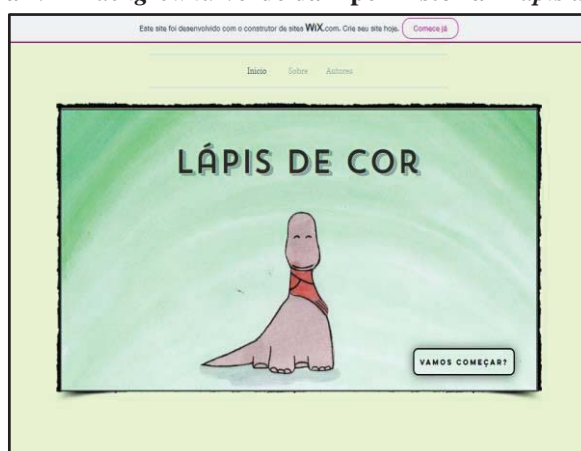 Este site foi desenvolvido com o construtor de sites WiX.com. Crie seu site hoje. Comece já
Início Sobre Autores
LÁPIS DE COR
VAMOS COMEÇAR?